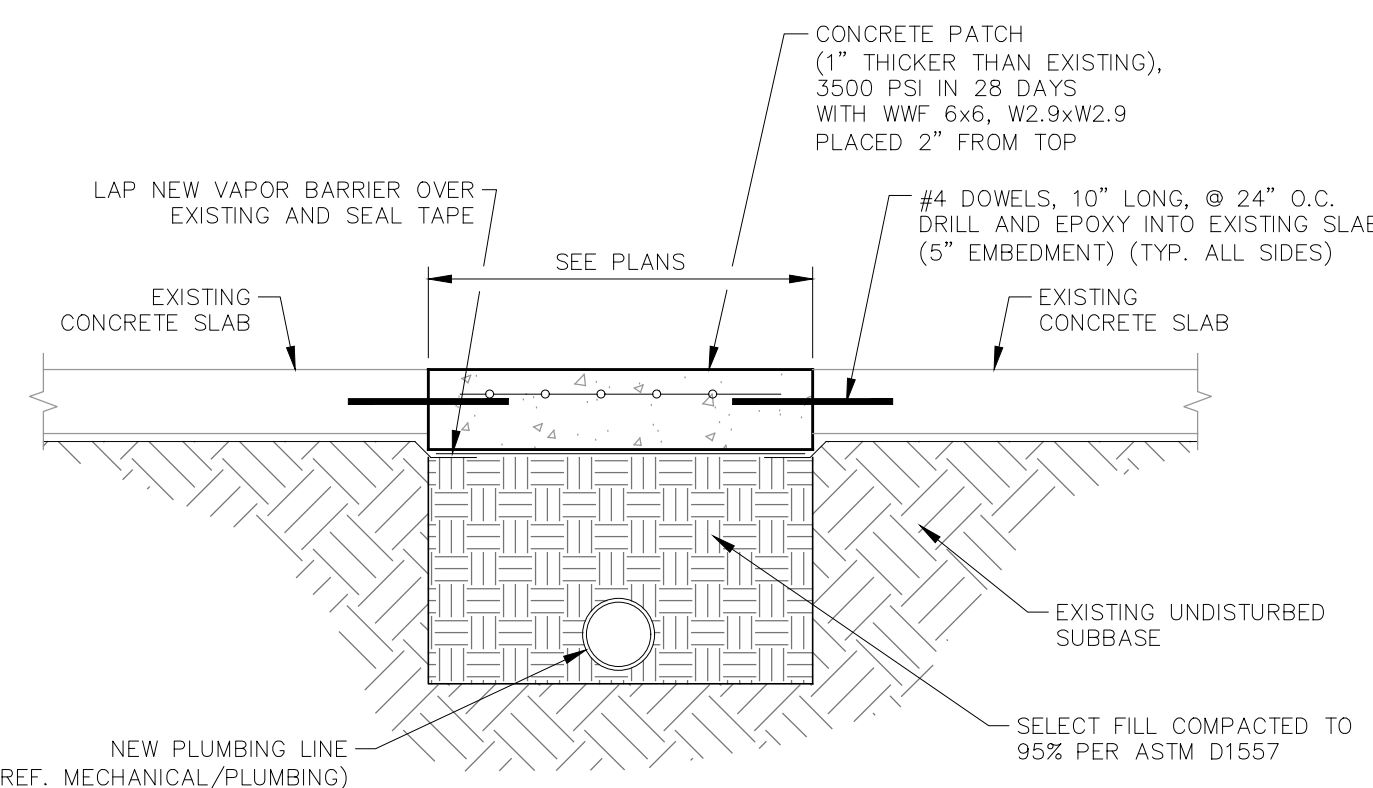 CONCRETE PATCH
(1” THICKER THAN EXISTING),
3500 PSI IN 28 DAYS
WITH WWF 6x6, W2.9xW2.9
PLACED 2” FROM TOP
LAP NEW VAPOR BARRIER OVER
EXISTING AND SEAL TAPE
#4 DOWELS, 10” LONG, @ 24” O.C.
DRILL AND EPOXY INTO EXISTING SLAB
(5” EMBEDMENT) (TYP. ALL SIDES)
SEE PLANS
EXISTING
CONCRETE SLAB
EXISTING
CONCRETE SLAB
EXISTING UNDISTURBED
SUBBASE
SELECT FILL COMPACTED TO
95% PER ASTM D1557
NEW PLUMBING LINE
REF. MECHANICAL/PLUMBING)